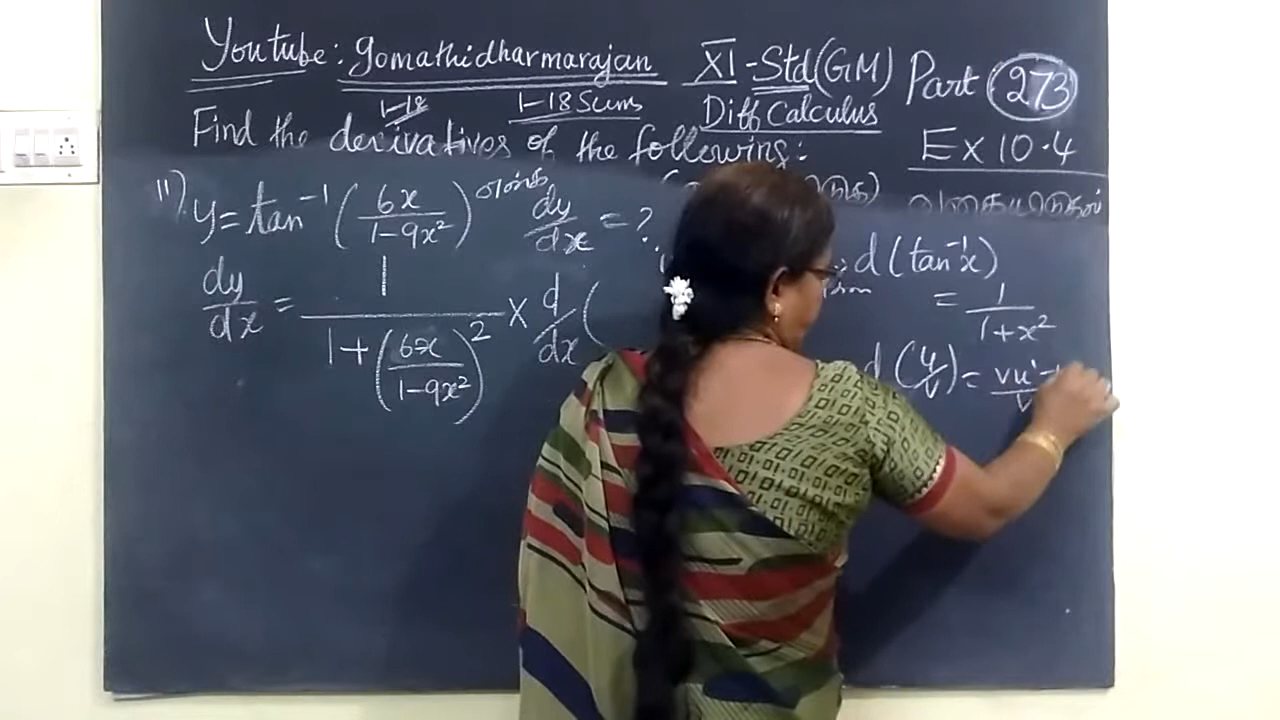 Youtube: gomathidharmarajan XI-Std(GM) Part 273
1-18 1-18 Sums Diff Calculus
Find the derivatives of the following: Ex 10.4
11) y = tan⁻¹ (6x/(1-9x²)) எனில் dy/dx = ?
dy/dx = 1/(1+(6x/(1-9x²))²) × d/dx (
d(tan⁻¹x)
= 1/(1+x²)
d(u/v) = vu'